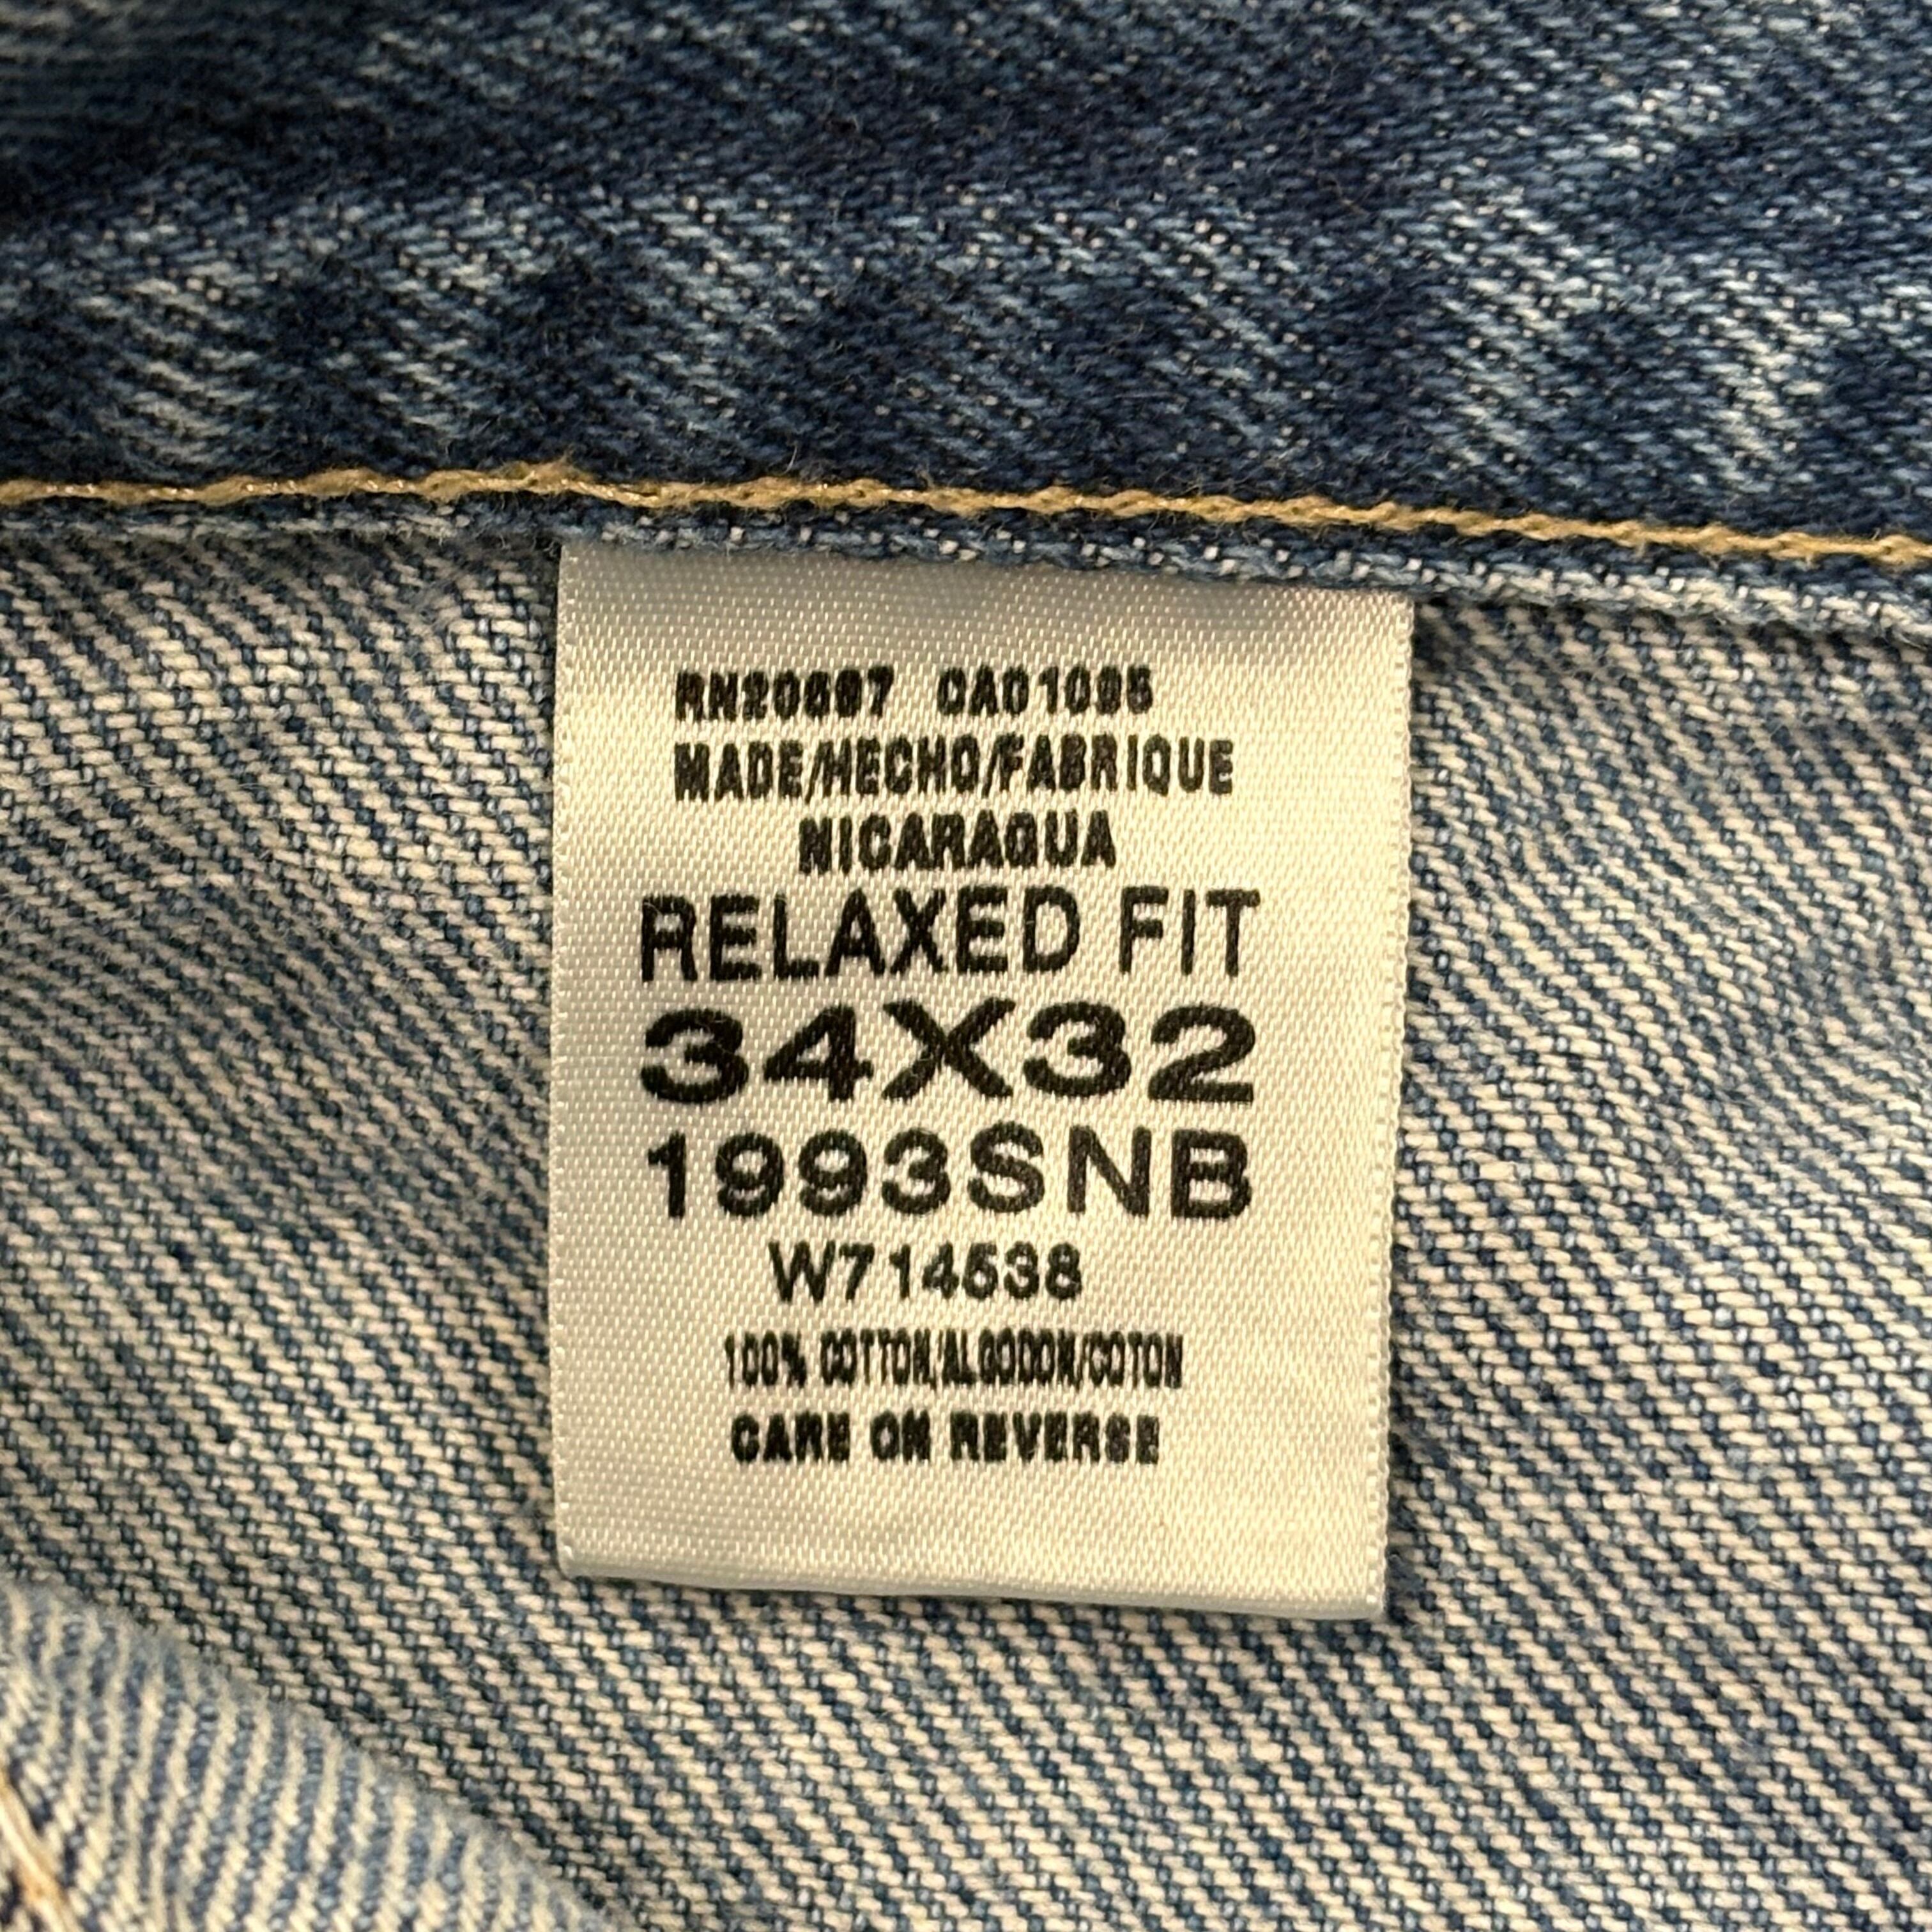 RN20697 CA01095
MADE/HECHO/FABRIQUE
NICARAGUA
RELAXED FIT
34X32
1993SNB
W714538
100% COTTON/ALGODON/COTON
CARE ON REVERSE